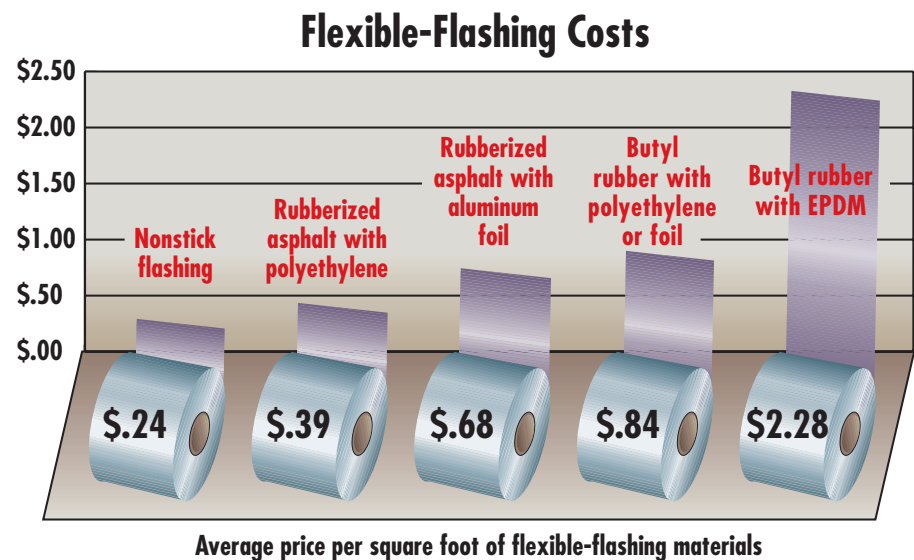 Flexible-Flashing Costs
$2.50
$2.00
$1.50
$1.00
$.50
$.00
Nonstick
flashing
Rubberized
asphalt with
polyethylene
Rubberized
asphalt with
aluminum
foil
Butyl
rubber with
polyethylene
or foil
Butyl rubber
with EPDM
$.24
$.39
$.68
$.84
$2.28
Average price per square foot of flexible-flashing materials